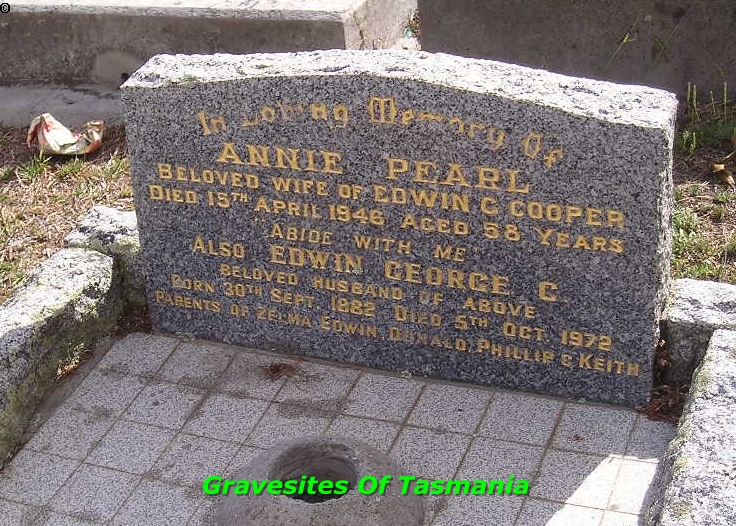 ©
In Loving Memory Of
ANNIE PEARL
BELOVED WIFE OF EDWIN G COOPER
DIED 15TH APRIL 1946 AGED 58 YEARS
"ABIDE WITH ME"
ALSO EDWIN GEORGE C.
BELOVED HUSBAND OF ABOVE
BORN 30TH SEPT. 1882 DIED 5TH OCT. 1972
PARENTS OF ZELMA, EDWIN, DONALD, PHILLIP & KEITH
Gravesites Of Tasmania